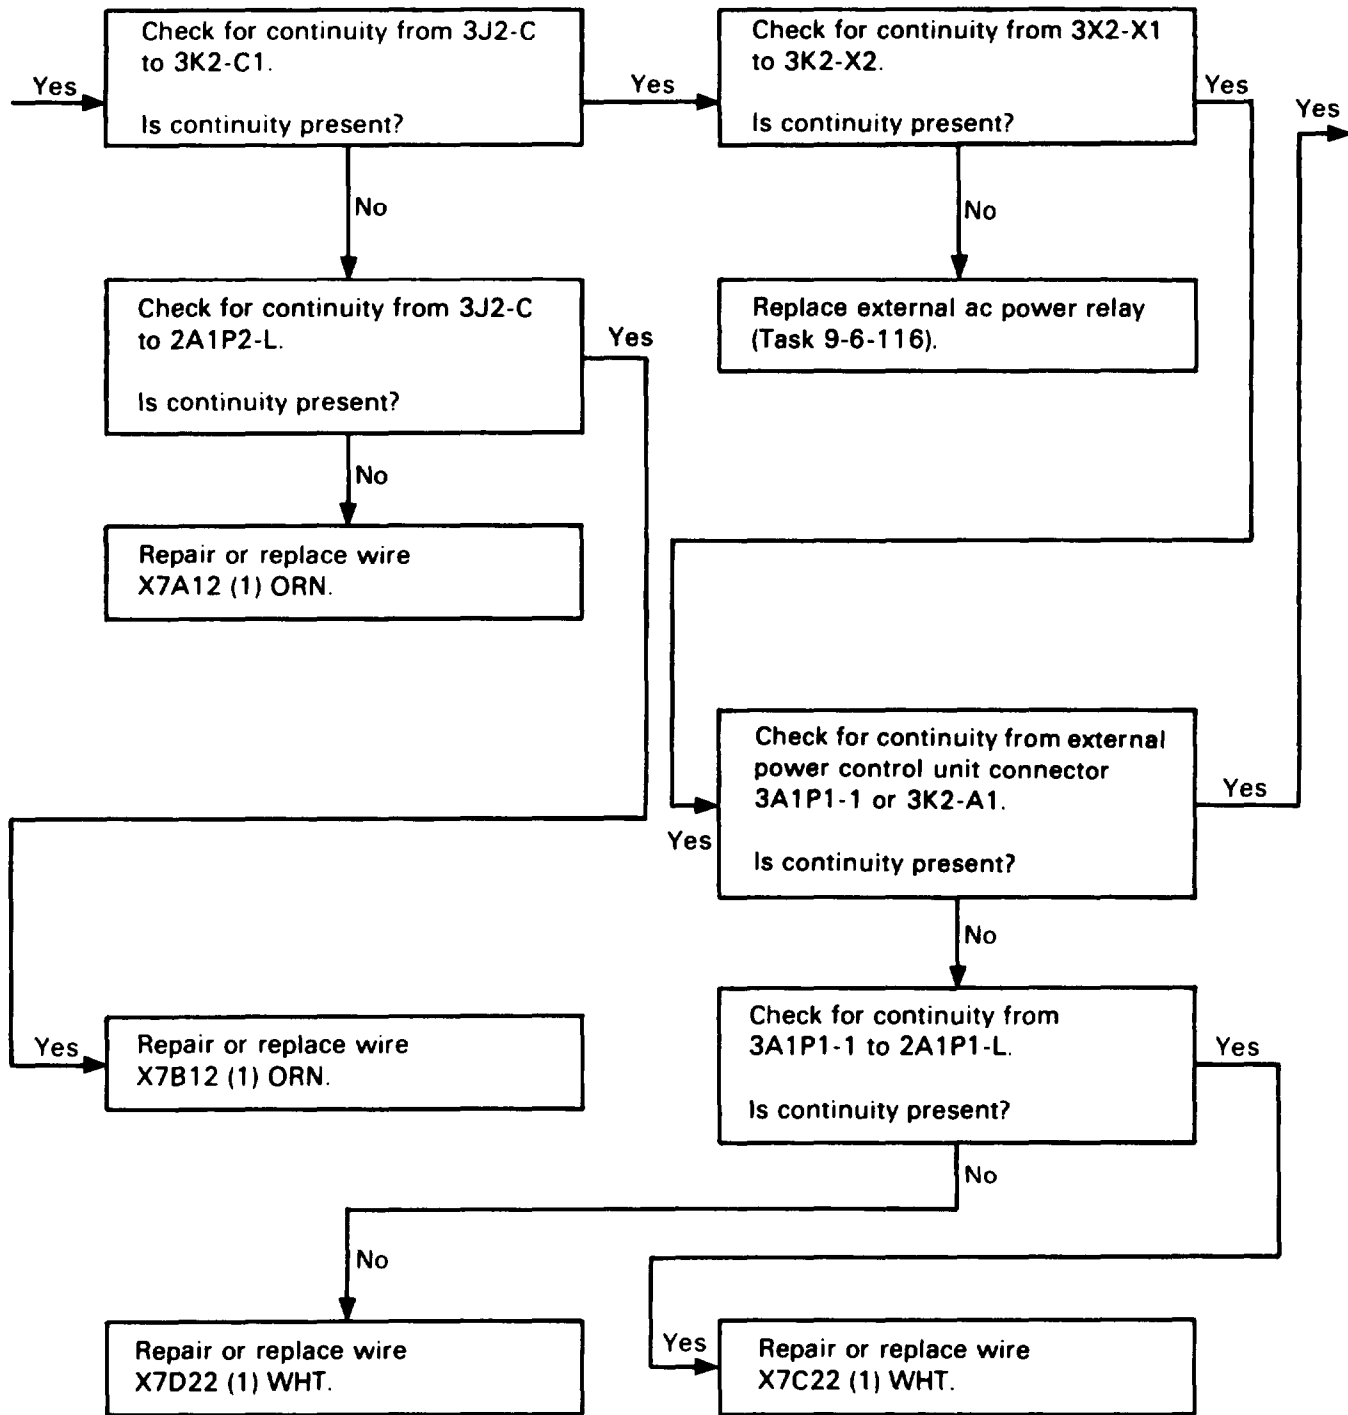 Yes
Check for continuity from 3J2-C
to 3K2-C1.
Is continuity present?
Yes
Check for continuity from 3X2-X1
to 3K2-X2.
Is continuity present?
Yes
Yes
No
No
Check for continuity from 3J2-C
to 2A1P2-L.
Is continuity present?
Yes
Replace external ac power relay
(Task 9-6-116).
No
Repair or replace wire
X7A12 (1) ORN.
Yes
Check for continuity from external
power control unit connector
3A1P1-1 or 3K2-A1.
Is continuity present?
Yes
No
Yes
Repair or replace wire
X7B12 (1) ORN.
Check for continuity from
3A1P1-1 to 2A1P1-L.
Is continuity present?
Yes
No
No
Repair or replace wire
X7D22 (1) WHT.
Yes
Repair or replace wire
X7C22 (1) WHT.